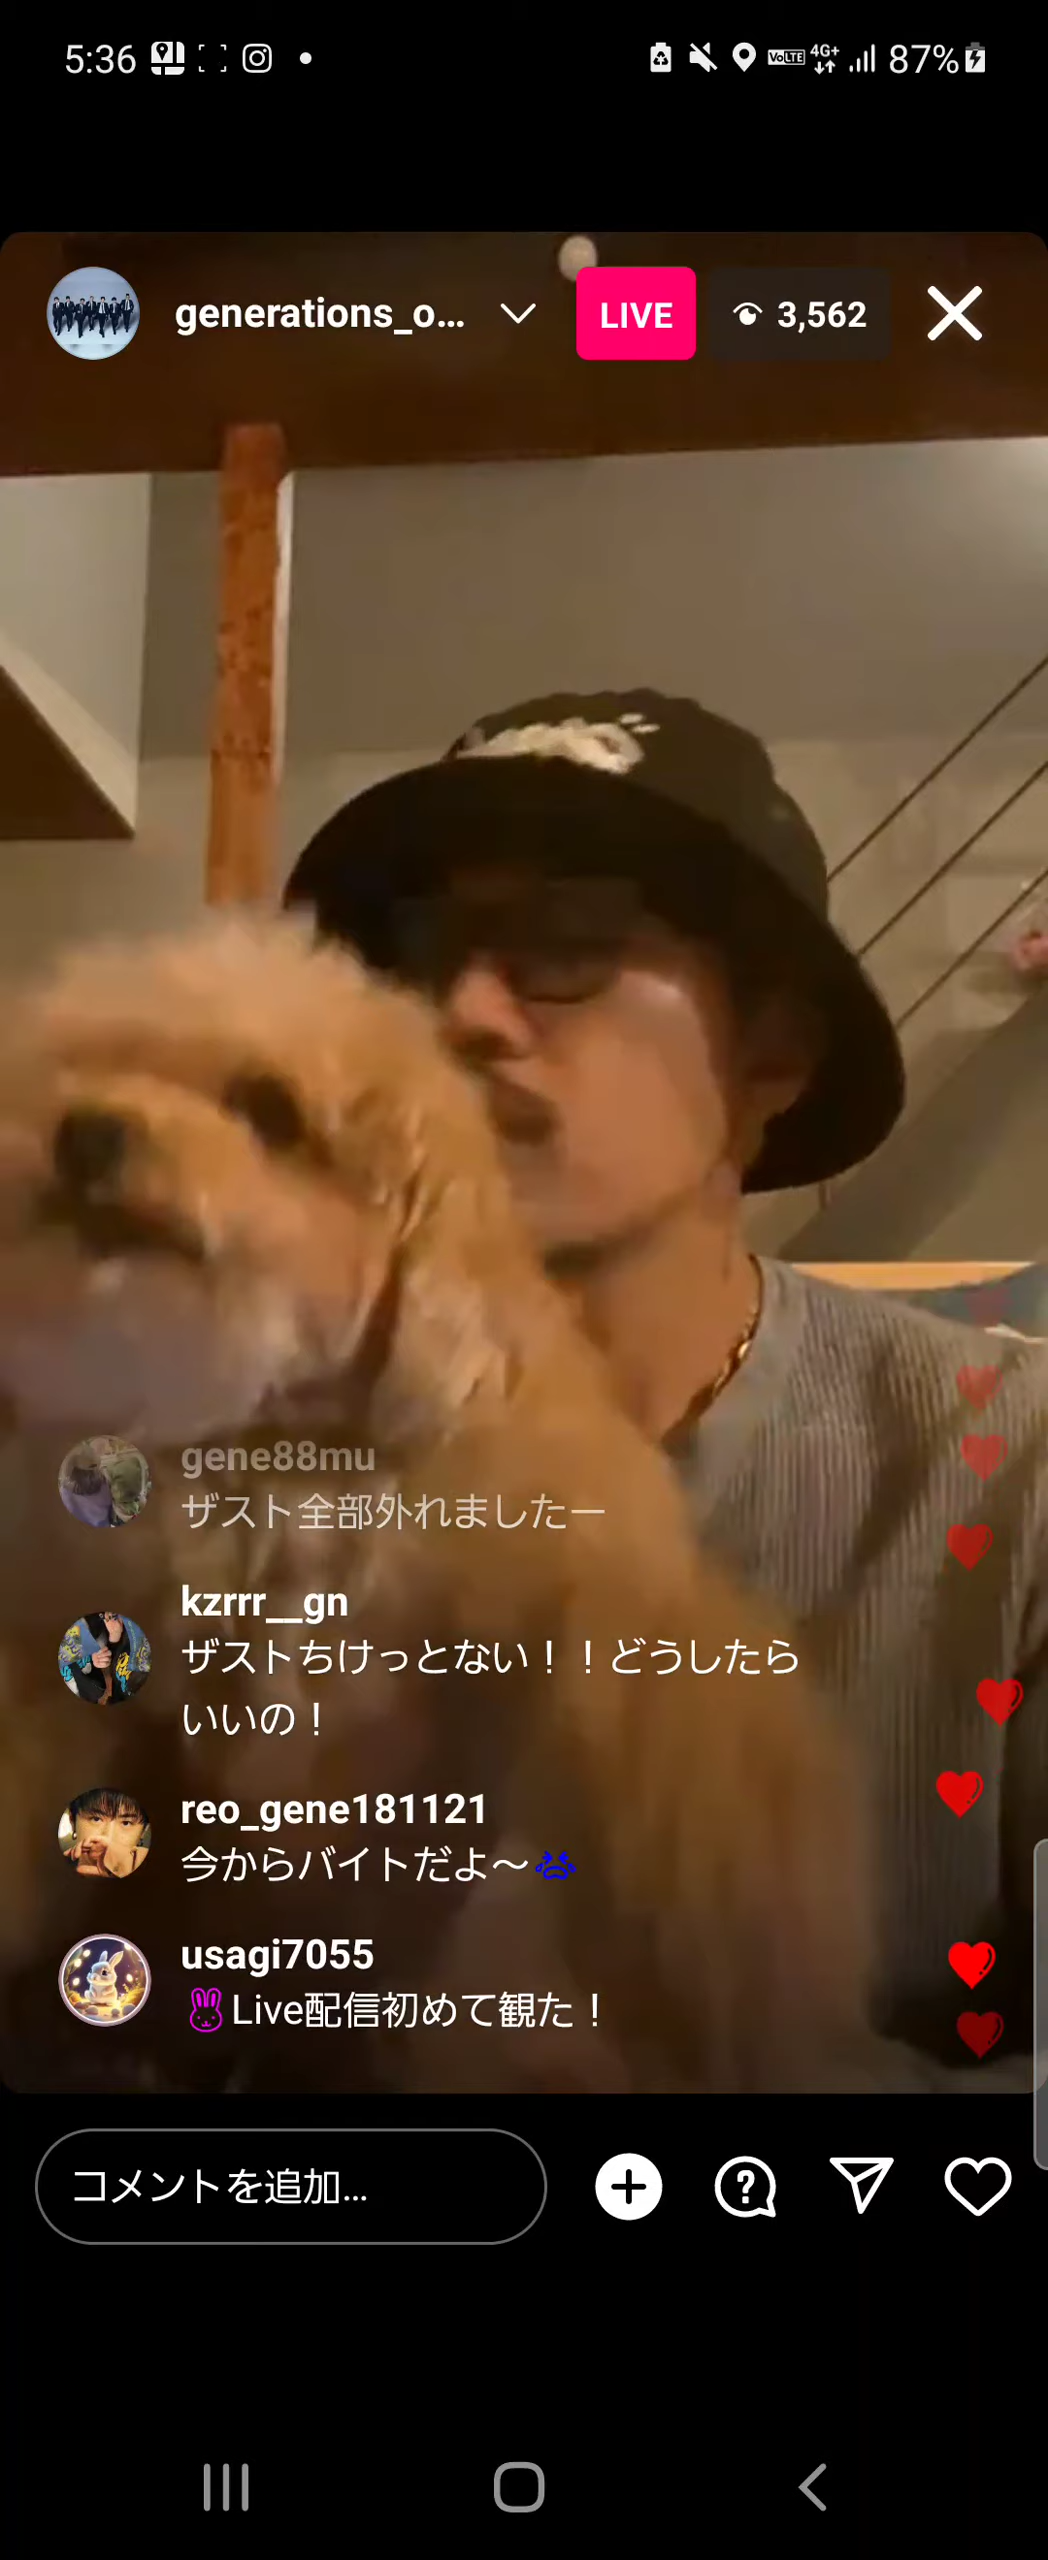 5:36
VoLTE 4G+ 87%
generations_o...
LIVE
3,562
gene88mu
ザスト全部外れましたー
kzrrr__gn
ザストちけっとない！！どうしたら
いいの！
reo_gene181121
今からバイトだよ〜😭
usagi7055
🐰Live配信初めて観た！
コメントを追加...